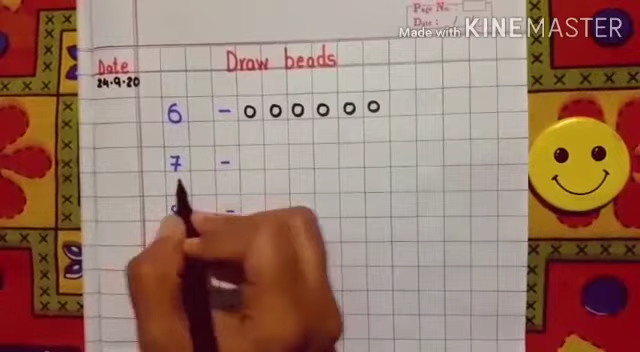 Page No.
Date : /
Made with KINEMASTER
Date
Draw beads
24.9.20
6 -
7 -
-